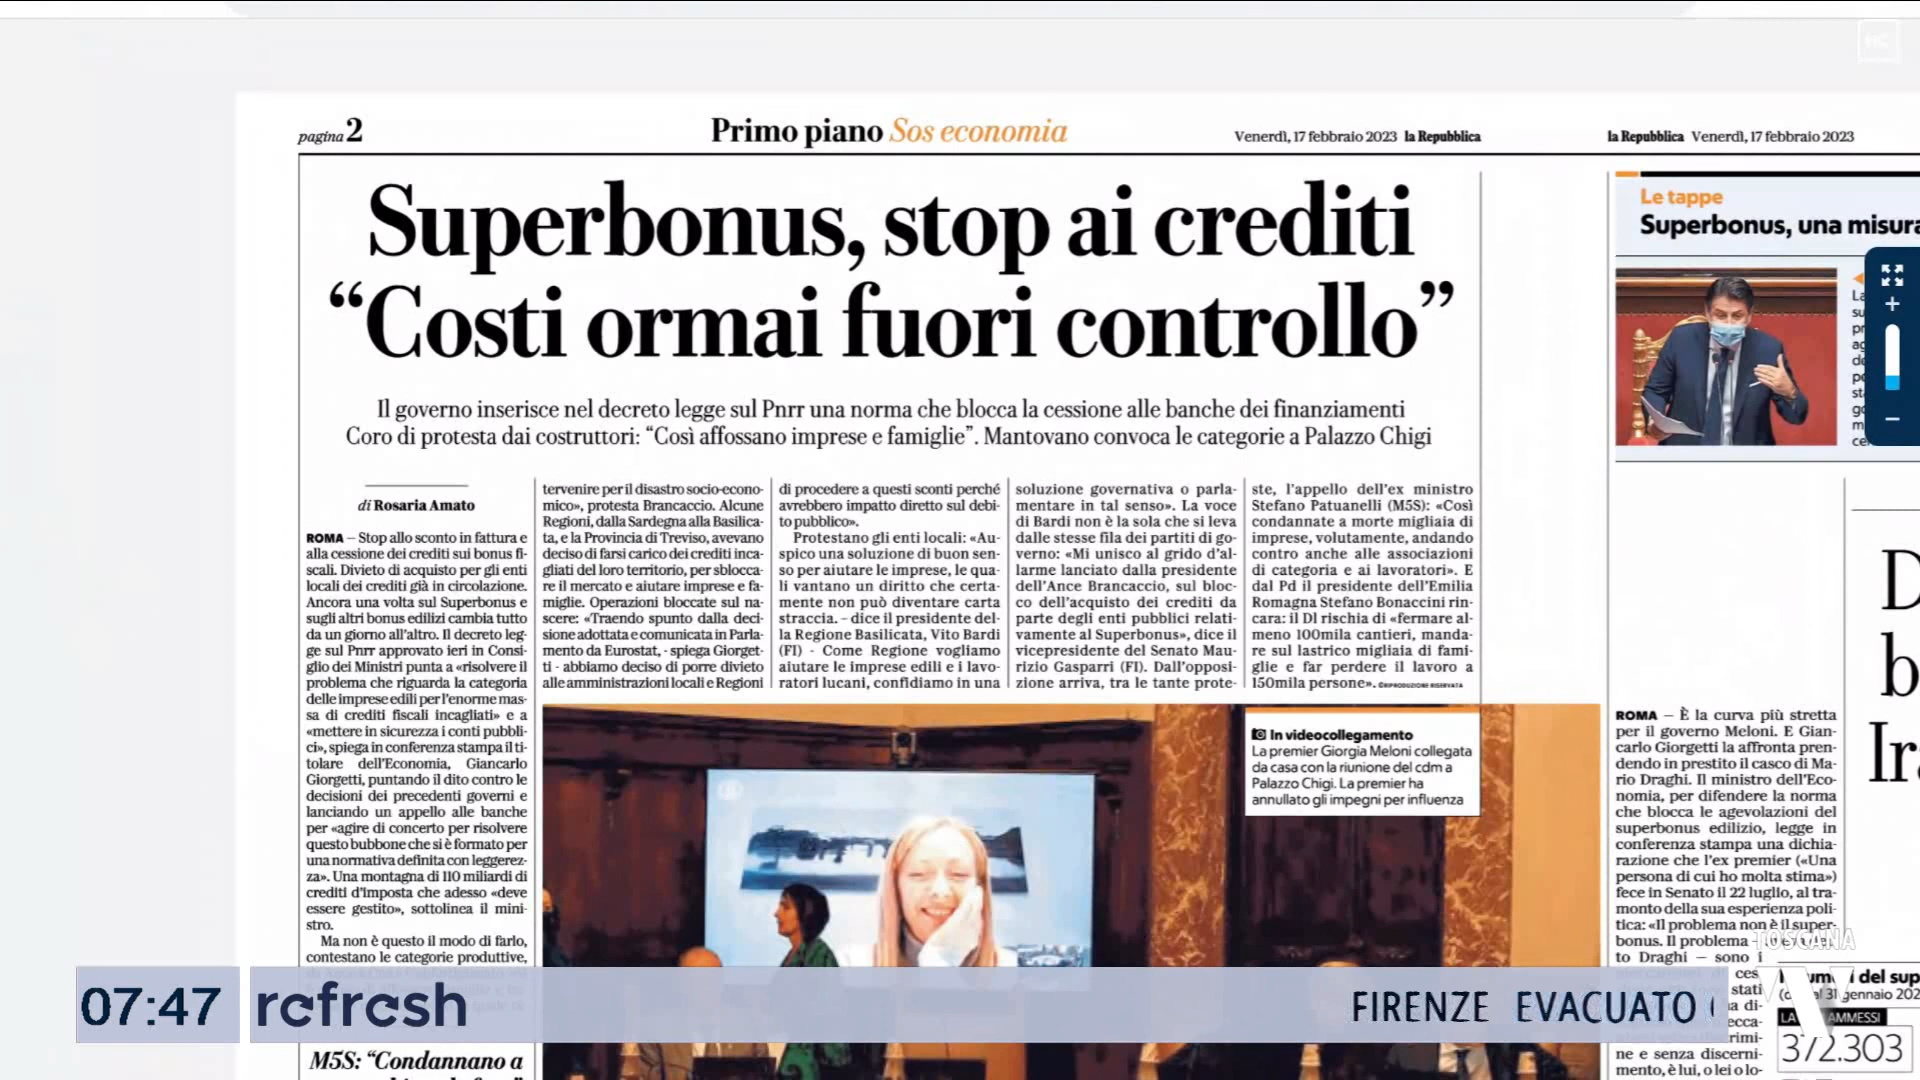 pagina 2
Primo piano Sos economia
Venerdì, 17 febbraio 2023 la Repubblica
la Repubblica Venerdì, 17 febbraio 2023
Superbonus, stop ai crediti
“Costi ormai fuori controllo”
Il governo inserisce nel decreto legge sul Pnrr una norma che blocca la cessione alle banche dei finanziamenti
Coro di protesta dai costruttori: “Così affossano imprese e famiglie”. Mantovano convoca le categorie a Palazzo Chigi
di Rosaria Amato
ROMA – Stop allo sconto in fattura e
alla cessione dei crediti sui bonus fi-
scali. Divieto di acquisto per gli enti
locali dei crediti già in circolazione.
Ancora una volta sul Superbonus e
sugli altri bonus edilizi cambia tutto
da un giorno all’altro. Il decreto leg-
ge sul Pnrr approvato ieri in Consi-
glio dei Ministri punta a «risolvere il
problema che riguarda la categoria
delle imprese edili per l’enorme mas-
sa di crediti fiscali incagliati» e a
«mettere in sicurezza i conti pubbli-
ci», spiega in conferenza stampa il ti-
tolare dell’Economia, Giancarlo
Giorgetti, puntando il dito contro le
decisioni dei precedenti governi e
lanciando un appello alle banche
per «agire di concerto per risolvere
questo bubbone che si è formato per
una normativa definita con leggerez-
za». Una montagna di 110 miliardi di
crediti d’imposta che adesso «deve
essere gestito», sottolinea il mini-
stro.
Ma non è questo il modo di farlo,
contestano le categorie produttive,
M5S: “Condannano a
tervenire per il disastro socio-econo-
mico», protesta Brancaccio. Alcune
Regioni, dalla Sardegna alla Basilica-
ta, e la Provincia di Treviso, avevano
deciso di farsi carico dei crediti inca-
gliati del loro territorio, per sblocca-
re il mercato e aiutare imprese e fa-
miglie. Operazioni bloccate sul na-
scere: «Traendo spunto dalla deci-
sione adottata e comunicata in Parla-
mento da Eurostat, - spiega Giorget-
ti - abbiamo deciso di porre divieto
alle amministrazioni locali e Regioni
di procedere a questi sconti perché
avrebbero impatto diretto sul debi-
to pubblico».
Protestano gli enti locali: «Au-
spico una soluzione di buon sen-
so per aiutare le imprese, le qua-
li vantano un diritto che certa-
mente non può diventare carta
straccia. – dice il presidente del-
la Regione Basilicata, Vito Bardi
(FI) - Come Regione vogliamo
aiutare le imprese edili e i lavo-
ratori lucani, confidiamo in una
soluzione governativa o parla-
mentare in tal senso». La voce
di Bardi non è la sola che si leva
dalle stesse fila dei partiti di go-
verno: «Mi unisco al grido d’al-
larme lanciato dalla presidente
dell’Ance Brancaccio, sul bloc-
co dell’acquisto dei crediti da
parte degli enti pubblici relati-
vamente al Superbonus», dice il
vicepresidente del Senato Mau-
rizio Gasparri (FI). Dall’opposi-
zione arriva, tra le tante prote-
ste, l’appello dell’ex ministro
Stefano Patuanelli (M5S): «Così
condannate a morte migliaia di
imprese, volutamente, andando
contro anche alle associazioni
di categoria e ai lavoratori». E
dal Pd il presidente dell’Emilia
Romagna Stefano Bonaccini rin-
cara: il Dl rischia di «fermare al-
meno 100mila cantieri, manda-
re sul lastrico migliaia di fami-
glie e far perdere il lavoro a
150mila persone». ©RIPRODUZIONE RISERVATA
In videocollegamento
La premier Giorgia Meloni collegata
da casa con la riunione del cdm a
Palazzo Chigi. La premier ha
annullato gli impegni per influenza
Le tappe
Superbonus, una misura
ROMA – È la curva più stretta
per il governo Meloni. E Gian-
carlo Giorgetti la affronta pren-
dendo in prestito il casco di Ma-
rio Draghi. Il ministro dell’Eco-
nomia, per difendere la norma
che blocca le agevolazioni del
superbonus edilizio, legge in
conferenza stampa una dichia-
razione che l’ex premier («Una
persona di cui ho molta stima»)
fece in Senato il 22 luglio, al tra-
monto della sua esperienza poli-
tica: «Il problema non è il super-
bonus. Il problema
to Draghi – sono i
ne e senza discerni-
mento, è lui, o lei o lo-
del sup
gennaio 202
372.303
TOSCANA
07:47 refresh
FIRENZE EVACUATO